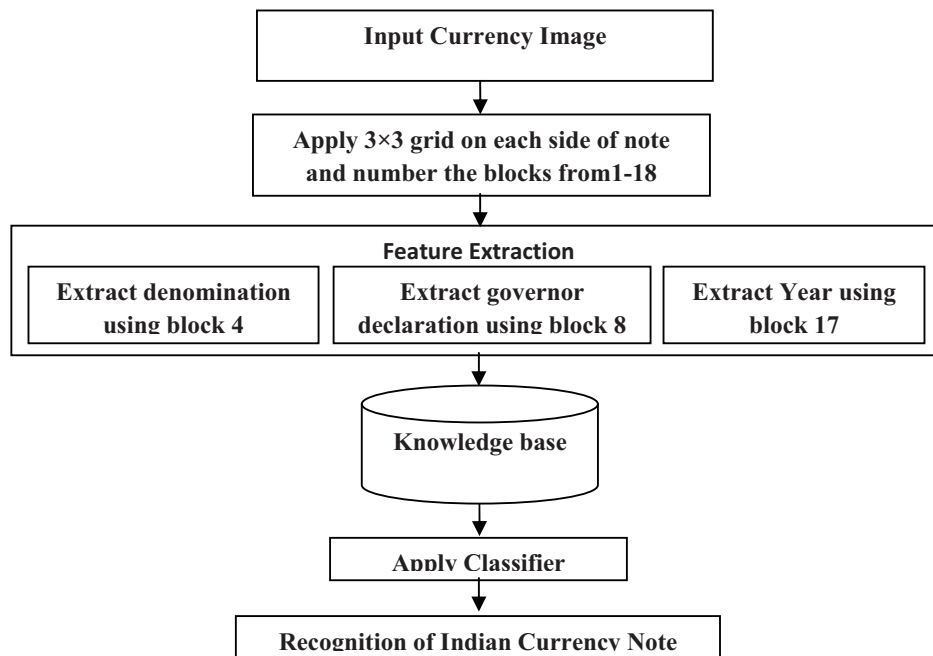 Input Currency Image
Apply 3×3 grid on each side of note
and number the blocks from1-18
Feature Extraction
Extract denomination
using block 4
Extract governor
declaration using block 8
Extract Year using
block 17
Knowledge base
Apply Classifier
Recognition of Indian Currency Note